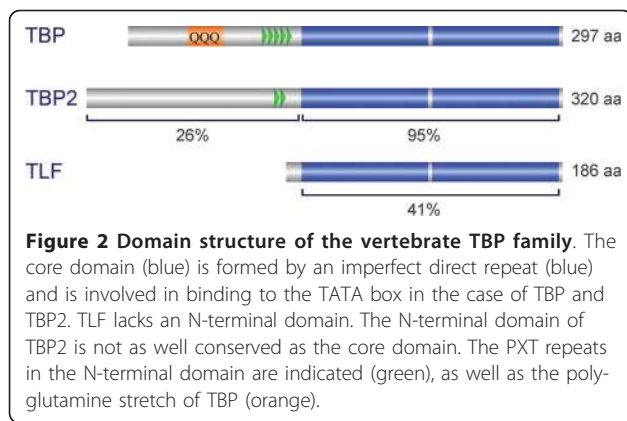 TBP
QQQ
297 aa
TBP2
320 aa
26%
95%
TLF
186 aa
41%
Figure 2 Domain structure of the vertebrate TBP family. The
core domain (blue) is formed by an imperfect direct repeat (blue)
and is involved in binding to the TATA box in the case of TBP and
TBP2. TLF lacks an N-terminal domain. The N-terminal domain of
TBP2 is not as well conserved as the core domain. The PXT repeats
in the N-terminal domain are indicated (green), as well as the poly-
glutamine stretch of TBP (orange).